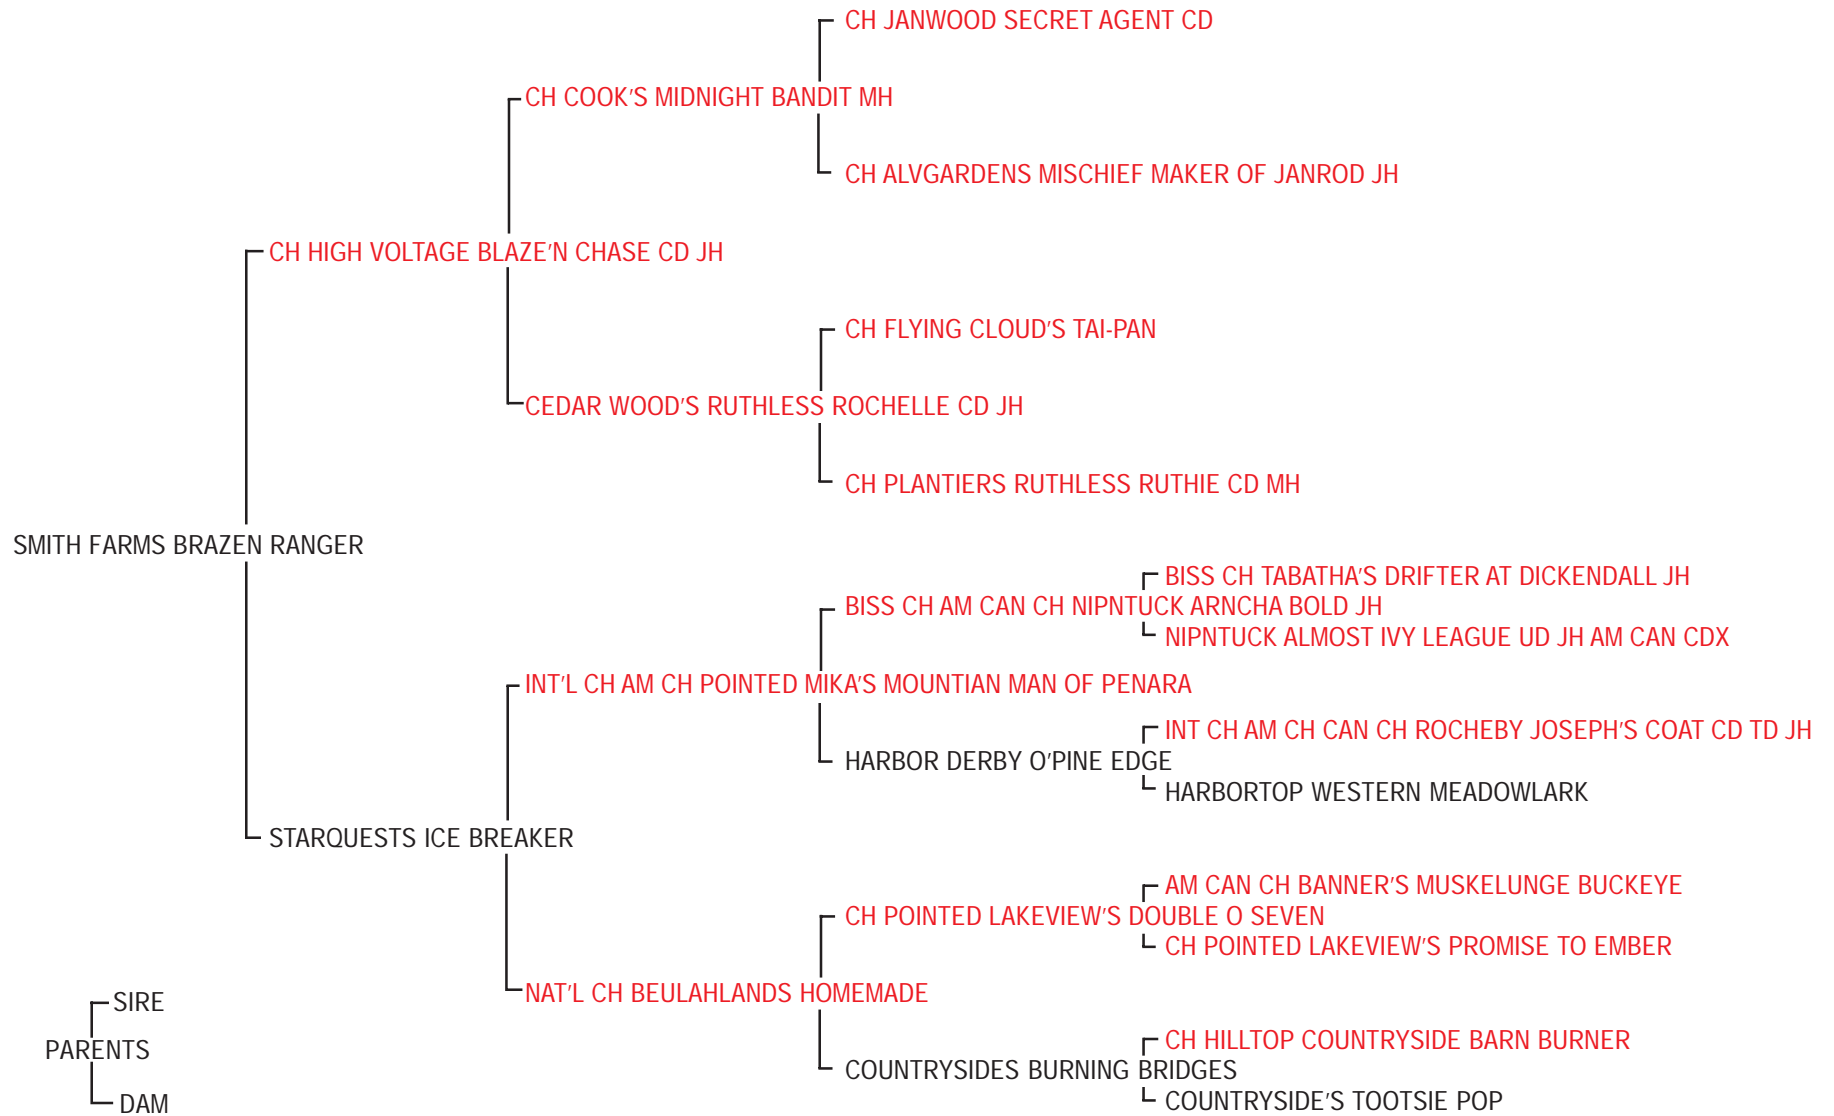 CH JANWOOD SECRET AGENT CD
CH COOK'S MIDNIGHT BANDIT MH
CH ALVGARDENS MISCHIEF MAKER OF JANROD JH
CH HIGH VOLTAGE BLAZE'N CHASE CD JH
CH FLYING CLOUD'S TAI-PAN
CEDAR WOOD'S RUTHLESS ROCHELLE CD JH
CH PLANTIERS RUTHLESS RUTHIE CD MH
SMITH FARMS BRAZEN RANGER
BISS CH TABATHA'S DRIFTER AT DICKENDALL JH
BISS CH AM CAN CH NIPNTUCK ARNCHA BOLD JH
NIPNTUCK ALMOST IVY LEAGUE UD JH AM CAN CDX
INT'L CH AM CH POINTED MIKA'S MOUNTIAN MAN OF PENARA
INT CH AM CH CAN CH ROCHEBY JOSEPH'S COAT CD TD JH
HARBOR DERBY O'PINE EDGE
HARBORTOP WESTERN MEADOWLARK
STARQUESTS ICE BREAKER
AM CAN CH BANNER'S MUSKELUNGE BUCKEYE
CH POINTED LAKEVIEW'S DOUBLE O SEVEN
CH POINTED LAKEVIEW'S PROMISE TO EMBER
NAT'L CH BEULAHLANDS HOMEMADE
CH HILLTOP COUNTRYSIDE BARN BURNER
COUNTRYSIDES BURNING BRIDGES
COUNTRYSIDE'S TOOTSIE POP
SIRE
PARENTS
DAM